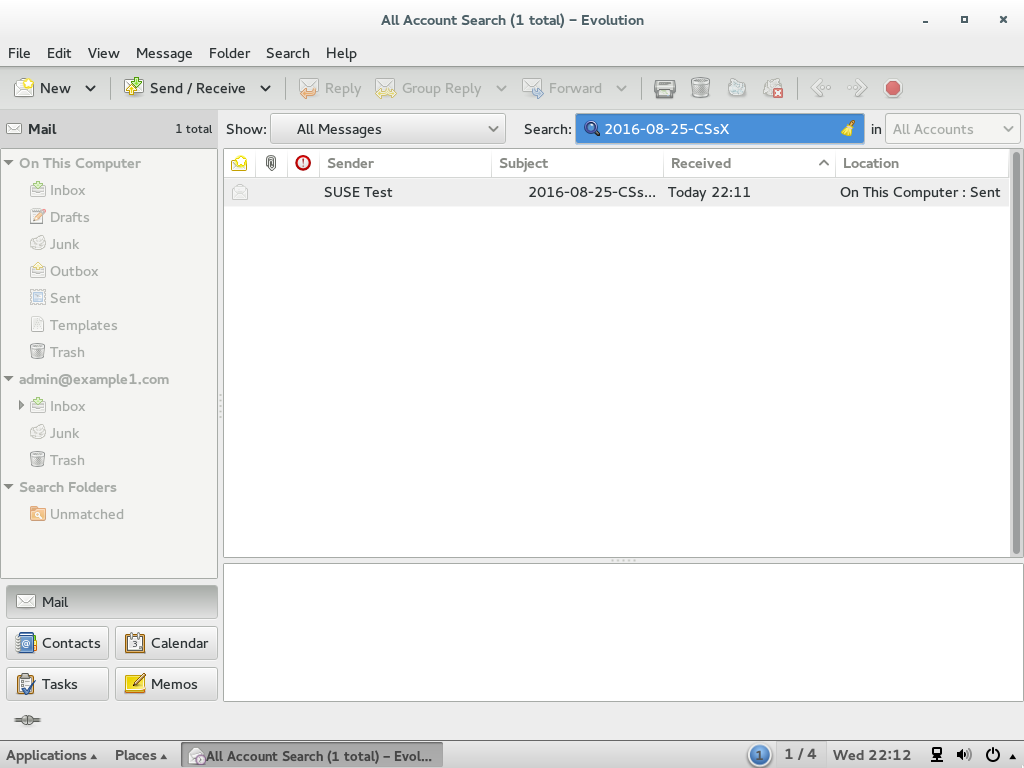 All Account Search (1 total) – Evolution
File Edit View Message Folder Search Help
New Send / Receive Reply Group Reply Forward
Mail 1 total Show: All Messages Search: 2016-08-25-CSsX in All Accounts
On This Computer
Inbox
Drafts
Junk
Outbox
Sent
Templates
Trash
admin@example1.com
Inbox
Junk
Trash
Search Folders
Unmatched
Sender Subject Received Location
SUSE Test 2016-08-25-CSs... Today 22:11 On This Computer : Sent
Mail
Contacts Calendar
Tasks Memos
Applications Places All Account Search (1 total) – Evol... 1 1 / 4 Wed 22:12